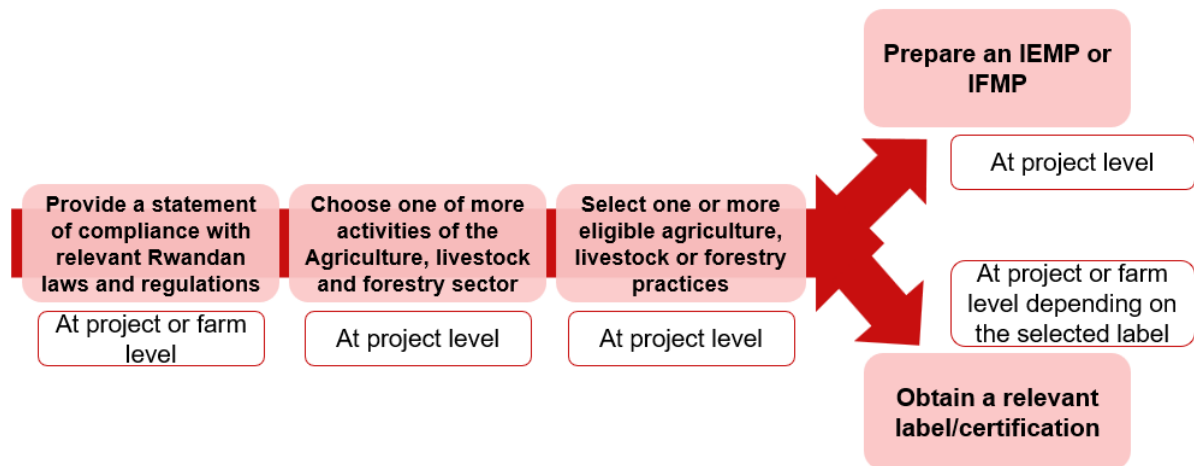 Prepare an IEMP or
IFMP
At project level
Provide a statement
of compliance with
relevant Rwandan
laws and regulations
At project or farm
level
Choose one of more
activities of the
Agriculture, livestock
and forestry sector
At project level
Select one or more
eligible agriculture,
livestock or forestry
practices
At project level
At project or farm
level depending on
the selected label
Obtain a relevant
label/certification